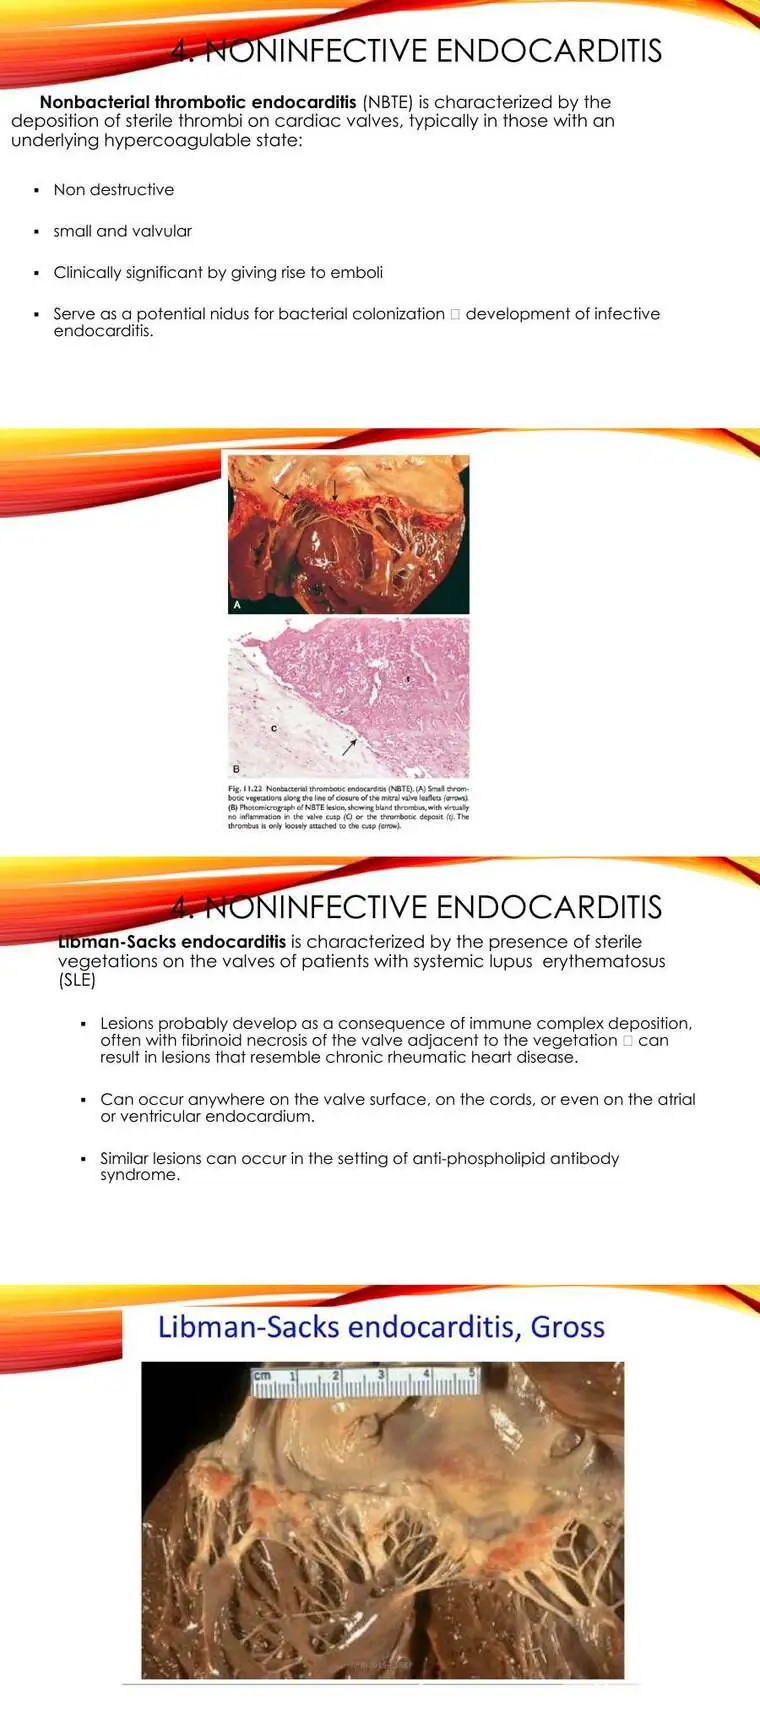 4. NONINFECTIVE ENDOCARDITIS
Nonbacterial thrombotic endocarditis (NBTE) is characterized by the
deposition of sterile thrombi on cardiac valves, typically in those with an
underlying hypercoagulable state:
▪ Non destructive
▪ small and valvular
▪ Clinically significant by giving rise to emboli
▪ Serve as a potential nidus for bacterial colonization □ development of infective
endocarditis.
A
t
C
B
Fig. 11.22 Nonbacterial thrombotic endocarditis (NBTE). (A) Small throm-
botic vegetations along the line of closure of the mitral valve leaflets (arrows).
(B) Photomicrograph of NBTE lesion, showing bland thrombus, with virtually
no inflammation in the valve cusp (C) or the thrombotic deposit (t). The
thrombus is only loosely attached to the cusp (arrow).
4. NONINFECTIVE ENDOCARDITIS
Libman-Sacks endocarditis is characterized by the presence of sterile
vegetations on the valves of patients with systemic lupus erythematosus
(SLE)
▪ Lesions probably develop as a consequence of immune complex deposition,
often with fibrinoid necrosis of the valve adjacent to the vegetation □ can
result in lesions that resemble chronic rheumatic heart disease.
▪ Can occur anywhere on the valve surface, on the cords, or even on the atrial
or ventricular endocardium.
▪ Similar lesions can occur in the setting of anti-phospholipid antibody
syndrome.
Libman-Sacks endocarditis, Gross
cm 1 2 3 4 5